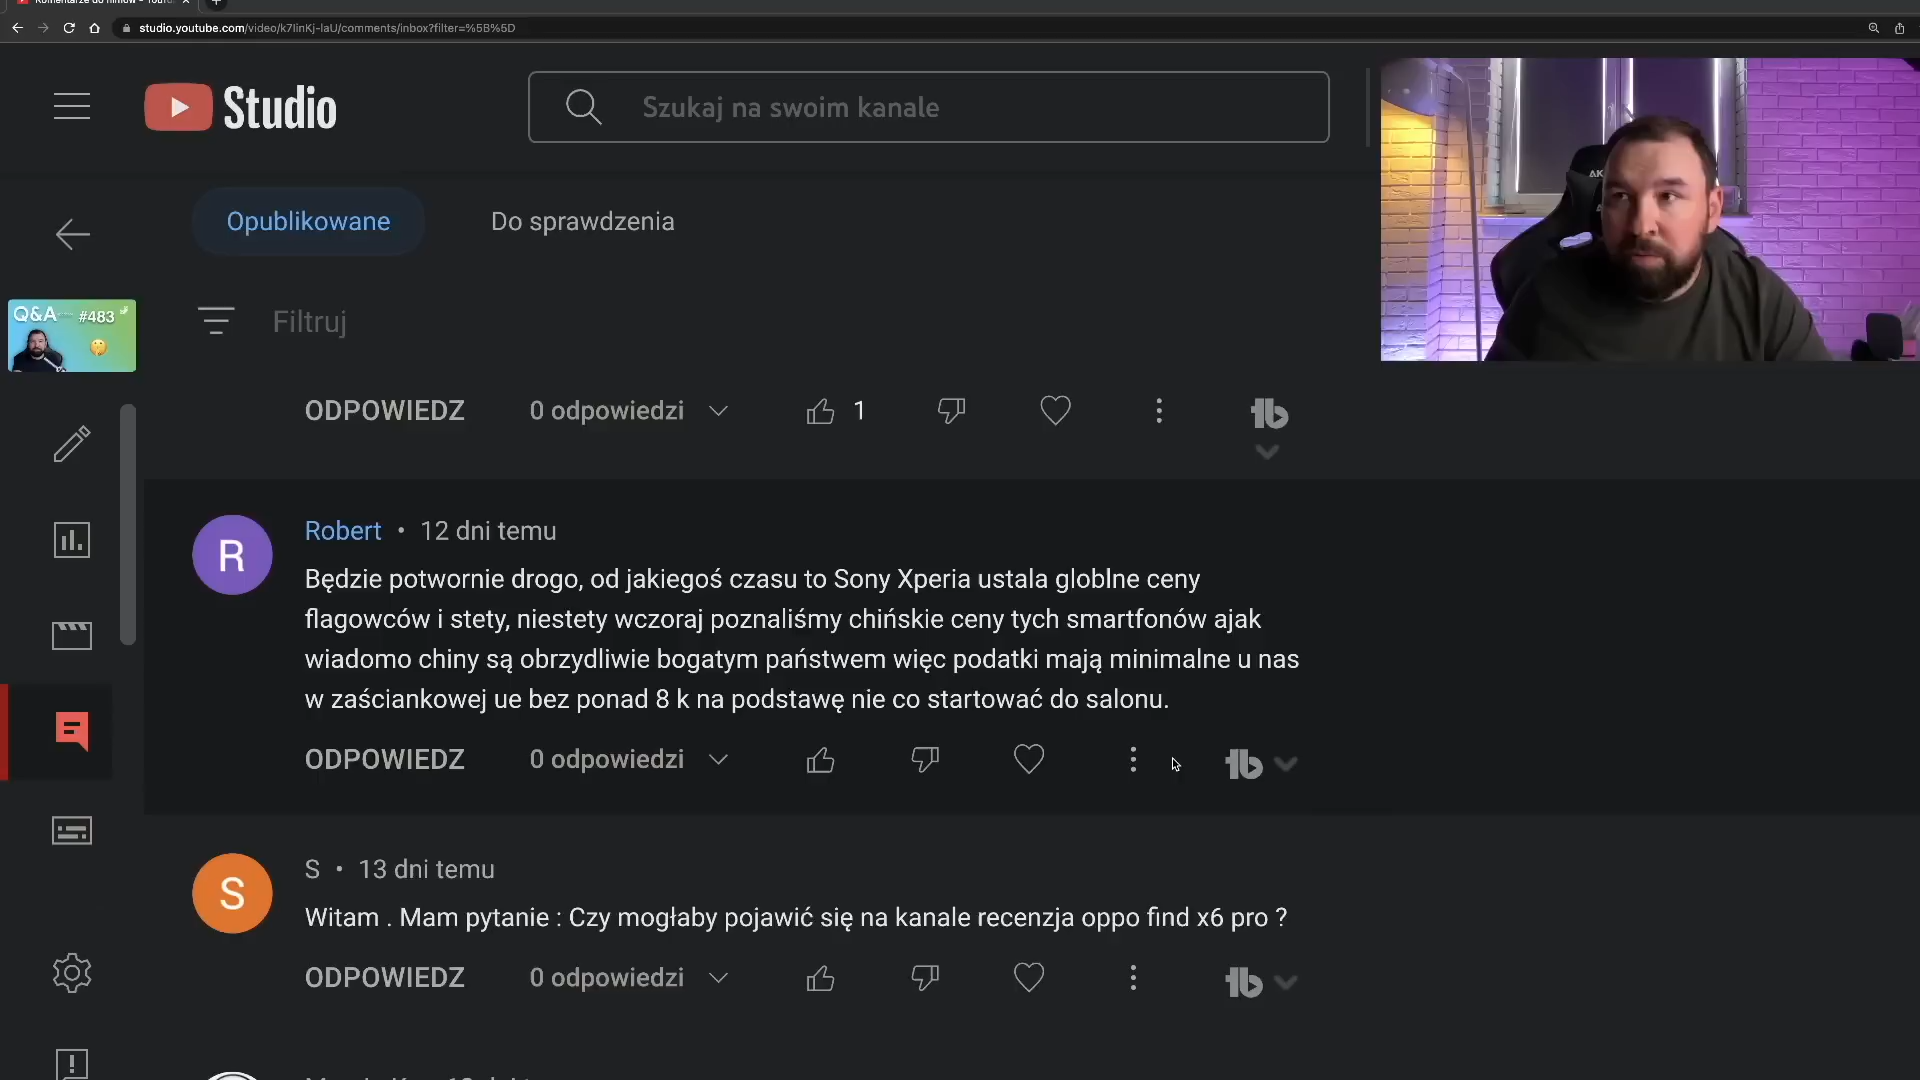 studio.youtube.com/video/k7IinKj-IaU/comments/inbox?filter=%5B%5D
Studio
Szukaj na swoim kanale
Opublikowane
Do sprawdzenia
Q&A #483
Filtruj
ODPOWIEDZ 0 odpowiedzi 1
R
Robert • 12 dni temu
Będzie potwornie drogo, od jakiegoś czasu to Sony Xperia ustala globlne ceny
flagowców i stety, niestety wczoraj poznaliśmy chińskie ceny tych smartfonów ajak
wiadomo chiny są obrzydliwie bogatym państwem więc podatki mają minimalne u nas
w zaściankowej ue bez ponad 8 k na podstawę nie co startować do salonu.
ODPOWIEDZ 0 odpowiedzi
S
S • 13 dni temu
Witam . Mam pytanie : Czy mogłaby pojawić się na kanale recenzja oppo find x6 pro ?
ODPOWIEDZ 0 odpowiedzi